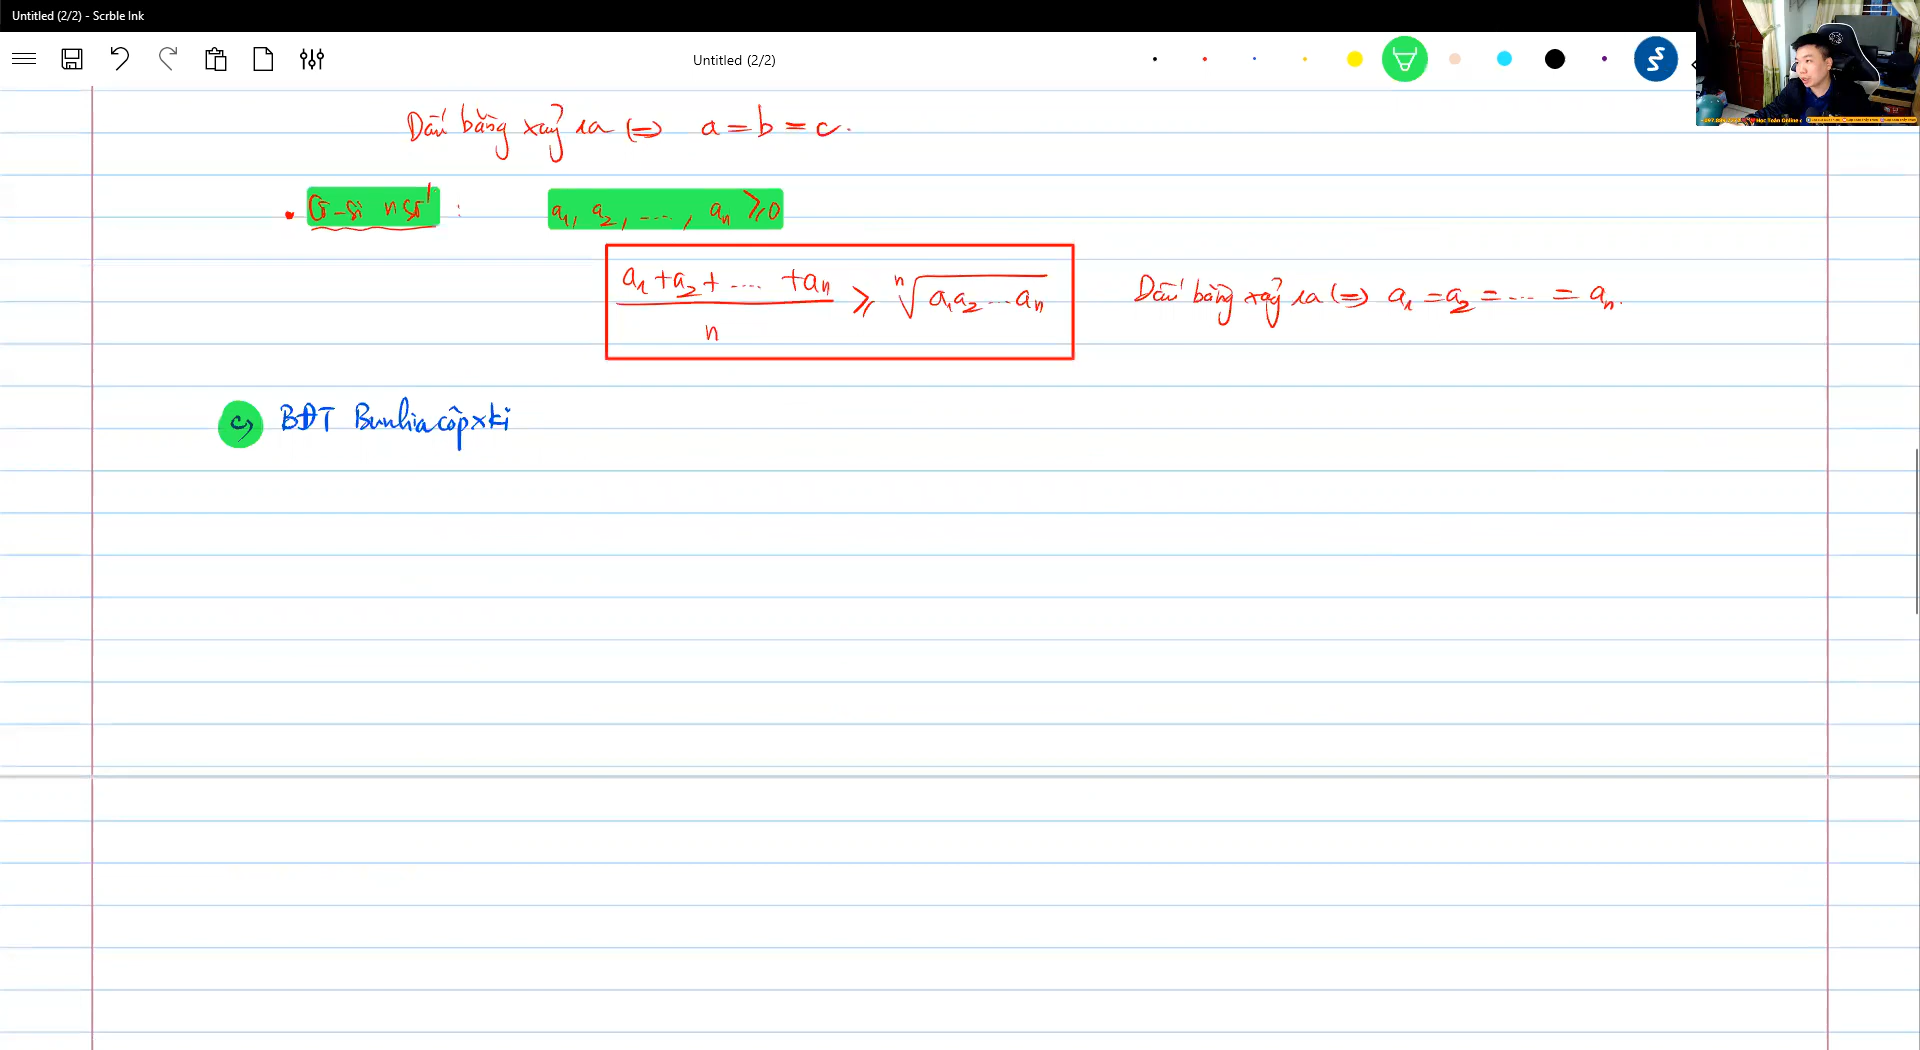 Untitled (2/2) - Scrble Ink
Untitled (2/2)
Dấu bằng xảy ra <=> a = b = c.
• Cô-si n số : a₁, a₂, ..., aₙ ≥ 0
(a₁ + a₂ + .... + aₙ)/n ≥ ⁿ√(a₁a₂...aₙ) Dấu bằng xảy ra <=> a₁ = a₂ = ... = aₙ.
c) BĐT Bunhiacôpxki